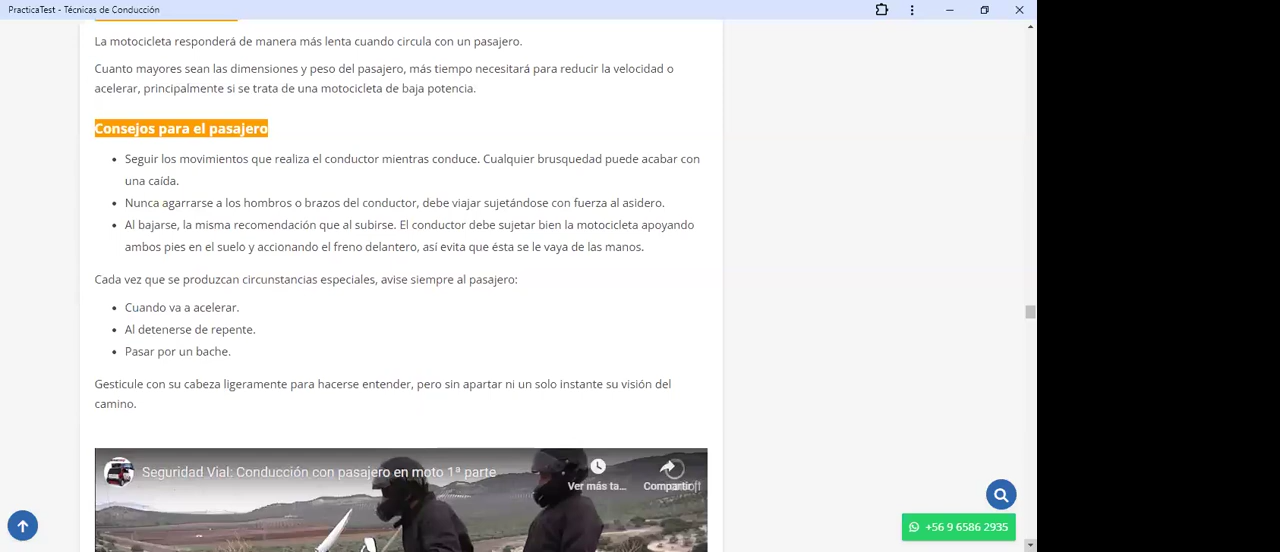 PracticaTest - Técnicas de Conducción
La motocicleta responderá de manera más lenta cuando circula con un pasajero.
Cuanto mayores sean las dimensiones y peso del pasajero, más tiempo necesitará para reducir la velocidad o
acelerar, principalmente si se trata de una motocicleta de baja potencia.
Consejos para el pasajero
• Seguir los movimientos que realiza el conductor mientras conduce. Cualquier brusquedad puede acabar con
una caída.
• Nunca agarrarse a los hombros o brazos del conductor, debe viajar sujetándose con fuerza al asidero.
• Al bajarse, la misma recomendación que al subirse. El conductor debe sujetar bien la motocicleta apoyando
ambos pies en el suelo y accionando el freno delantero, así evita que ésta se le vaya de las manos.
Cada vez que se produzcan circunstancias especiales, avise siempre al pasajero:
• Cuando va a acelerar.
• Al detenerse de repente.
• Pasar por un bache.
Gesticule con su cabeza ligeramente para hacerse entender, pero sin apartar ni un solo instante su visión del
camino.
Seguridad Vial: Conducción con pasajero en moto 1ª parte
Ver más ta...
Compartir
+56 9 6586 2935